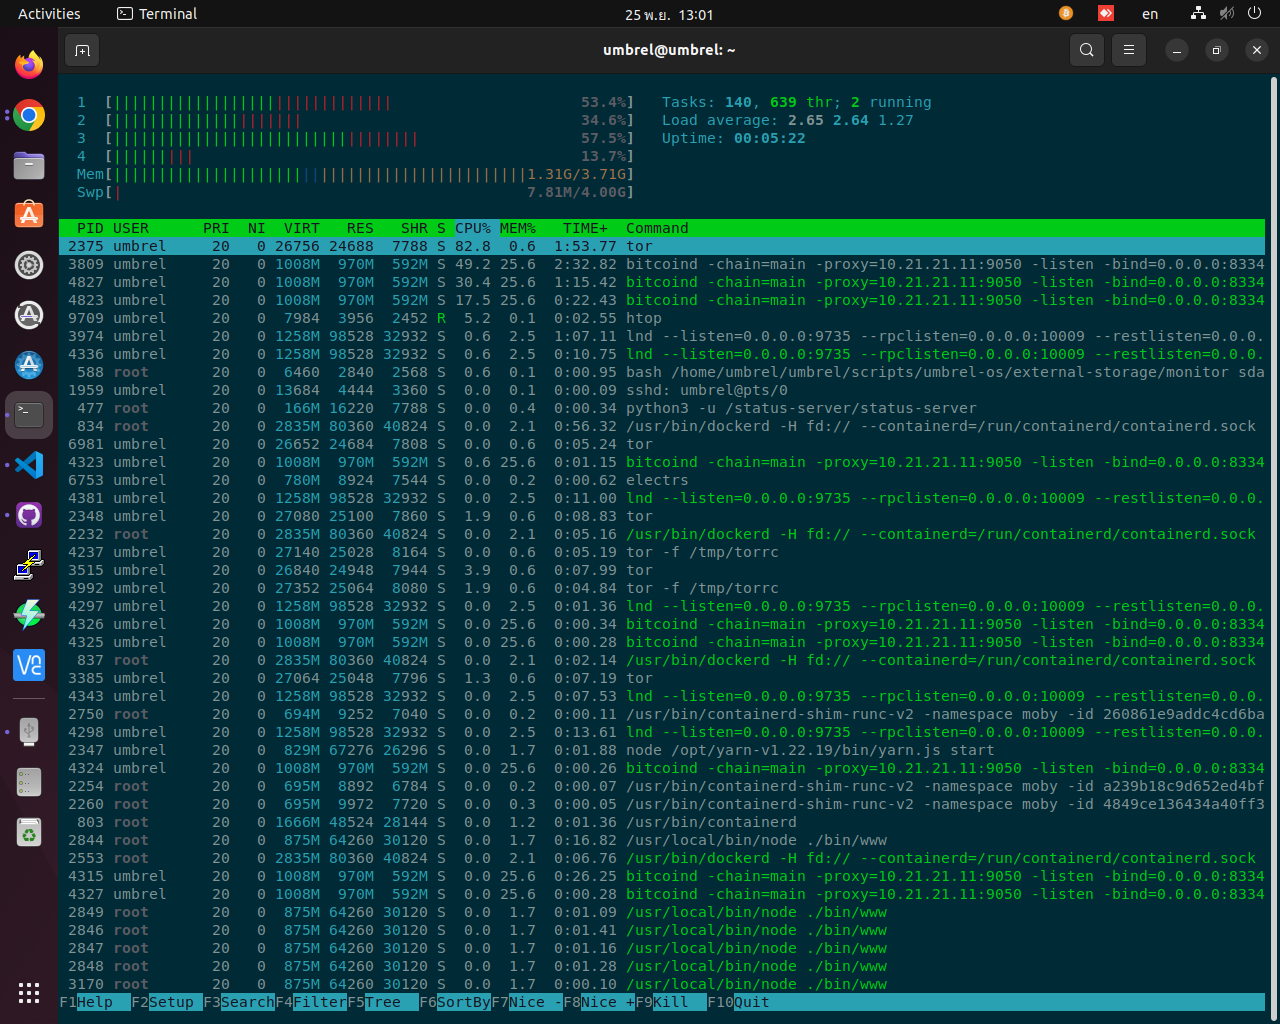 Activities Terminal 25 พ.ย. 13:01 en
umbrel@umbrel: ~
1 [|||||||||||||||||||||||||||||||          53.4%] Tasks: 140, 639 thr; 2 running
2 [|||||||||||||||||||||          34.6%] Load average: 2.65 2.64 1.27
3 [||||||||||||||||||||||||||||||||||          57.5%] Uptime: 00:05:22
4 [|||||||||          13.7%]
Mem[||||||||||||||||||||||||||||||||||||||||||||||1.31G/3.71G]
Swp[|          7.81M/4.00G]
PID USER PRI NI VIRT RES SHR S CPU% MEM% TIME+ Command
2375 umbrel 20 0 26756 24688 7788 S 82.8 0.6 1:53.77 tor
3809 umbrel 20 0 1008M 970M 592M S 49.2 25.6 2:32.82 bitcoind -chain=main -proxy=10.21.21.11:9050 -listen -bind=0.0.0.0:8334
4827 umbrel 20 0 1008M 970M 592M S 30.4 25.6 1:15.42 bitcoind -chain=main -proxy=10.21.21.11:9050 -listen -bind=0.0.0.0:8334
4823 umbrel 20 0 1008M 970M 592M S 17.5 25.6 0:22.43 bitcoind -chain=main -proxy=10.21.21.11:9050 -listen -bind=0.0.0.0:8334
9709 umbrel 20 0 7984 3956 2452 R 5.2 0.1 0:02.55 htop
3974 umbrel 20 0 1258M 98528 32932 S 0.6 2.5 1:07.11 lnd --listen=0.0.0.0:9735 --rpclisten=0.0.0.0:10009 --restlisten=0.0.0.
4336 umbrel 20 0 1258M 98528 32932 S 0.6 2.5 0:10.75 lnd --listen=0.0.0.0:9735 --rpclisten=0.0.0.0:10009 --restlisten=0.0.0.
588 root 20 0 6460 2840 2568 S 0.6 0.1 0:00.95 bash /home/umbrel/umbrel/scripts/umbrel-os/external-storage/monitor sda
1959 umbrel 20 0 13684 4444 3360 S 0.0 0.1 0:00.09 sshd: umbrel@pts/0
477 root 20 0 166M 16220 7788 S 0.0 0.4 0:00.34 python3 -u /status-server/status-server
834 root 20 0 2835M 80360 40824 S 0.0 2.1 0:56.32 /usr/bin/dockerd -H fd:// --containerd=/run/containerd/containerd.sock
6981 umbrel 20 0 26652 24684 7808 S 0.0 0.6 0:05.24 tor
4323 umbrel 20 0 1008M 970M 592M S 0.6 25.6 0:01.15 bitcoind -chain=main -proxy=10.21.21.11:9050 -listen -bind=0.0.0.0:8334
6753 umbrel 20 0 780M 8924 7544 S 0.0 0.2 0:00.62 electrs
4381 umbrel 20 0 1258M 98528 32932 S 0.0 2.5 0:11.00 lnd --listen=0.0.0.0:9735 --rpclisten=0.0.0.0:10009 --restlisten=0.0.0.
2348 umbrel 20 0 27080 25100 7860 S 1.9 0.6 0:08.83 tor
2232 root 20 0 2835M 80360 40824 S 0.0 2.1 0:05.16 /usr/bin/dockerd -H fd:// --containerd=/run/containerd/containerd.sock
4237 umbrel 20 0 27140 25028 8164 S 0.0 0.6 0:05.19 tor -f /tmp/torrc
3515 umbrel 20 0 26840 24948 7944 S 3.9 0.6 0:07.99 tor
3992 umbrel 20 0 27352 25064 8080 S 1.9 0.6 0:04.84 tor -f /tmp/torrc
4297 umbrel 20 0 1258M 98528 32932 S 0.0 2.5 0:01.36 lnd --listen=0.0.0.0:9735 --rpclisten=0.0.0.0:10009 --restlisten=0.0.0.
4326 umbrel 20 0 1008M 970M 592M S 0.0 25.6 0:00.34 bitcoind -chain=main -proxy=10.21.21.11:9050 -listen -bind=0.0.0.0:8334
4325 umbrel 20 0 1008M 970M 592M S 0.0 25.6 0:00.28 bitcoind -chain=main -proxy=10.21.21.11:9050 -listen -bind=0.0.0.0:8334
837 root 20 0 2835M 80360 40824 S 0.0 2.1 0:02.14 /usr/bin/dockerd -H fd:// --containerd=/run/containerd/containerd.sock
3385 umbrel 20 0 27064 25048 7796 S 1.3 0.6 0:07.19 tor
4343 umbrel 20 0 1258M 98528 32932 S 0.0 2.5 0:07.53 lnd --listen=0.0.0.0:9735 --rpclisten=0.0.0.0:10009 --restlisten=0.0.0.
2750 root 20 0 694M 9252 7040 S 0.0 0.2 0:00.11 /usr/bin/containerd-shim-runc-v2 -namespace moby -id 260861e9addc4cd6ba
4298 umbrel 20 0 1258M 98528 32932 S 0.0 2.5 0:13.61 lnd --listen=0.0.0.0:9735 --rpclisten=0.0.0.0:10009 --restlisten=0.0.0.
2347 umbrel 20 0 829M 67276 26296 S 0.0 1.7 0:01.88 node /opt/yarn-v1.22.19/bin/yarn.js start
4324 umbrel 20 0 1008M 970M 592M S 0.0 25.6 0:00.26 bitcoind -chain=main -proxy=10.21.21.11:9050 -listen -bind=0.0.0.0:8334
2254 root 20 0 695M 8892 6784 S 0.0 0.2 0:00.07 /usr/bin/containerd-shim-runc-v2 -namespace moby -id a239b18c9d652ed4bf
2260 root 20 0 695M 9972 7720 S 0.0 0.3 0:00.05 /usr/bin/containerd-shim-runc-v2 -namespace moby -id 4849ce136434a40ff3
803 root 20 0 1666M 48524 28144 S 0.0 1.2 0:01.36 /usr/bin/containerd
2844 root 20 0 875M 64260 30120 S 0.0 1.7 0:16.82 /usr/local/bin/node ./bin/www
2553 root 20 0 2835M 80360 40824 S 0.0 2.1 0:06.76 /usr/bin/dockerd -H fd:// --containerd=/run/containerd/containerd.sock
4315 umbrel 20 0 1008M 970M 592M S 0.0 25.6 0:26.25 bitcoind -chain=main -proxy=10.21.21.11:9050 -listen -bind=0.0.0.0:8334
4327 umbrel 20 0 1008M 970M 592M S 0.0 25.6 0:00.28 bitcoind -chain=main -proxy=10.21.21.11:9050 -listen -bind=0.0.0.0:8334
2849 root 20 0 875M 64260 30120 S 0.0 1.7 0:01.09 /usr/local/bin/node ./bin/www
2846 root 20 0 875M 64260 30120 S 0.0 1.7 0:01.41 /usr/local/bin/node ./bin/www
2847 root 20 0 875M 64260 30120 S 0.0 1.7 0:01.16 /usr/local/bin/node ./bin/www
2848 root 20 0 875M 64260 30120 S 0.0 1.7 0:01.28 /usr/local/bin/node ./bin/www
3170 root 20 0 875M 64260 30120 S 0.0 1.7 0:00.10 /usr/local/bin/node ./bin/www
F1Help F2Setup F3SearchF4FilterF5Tree F6SortByF7Nice -F8Nice +F9Kill F10Quit